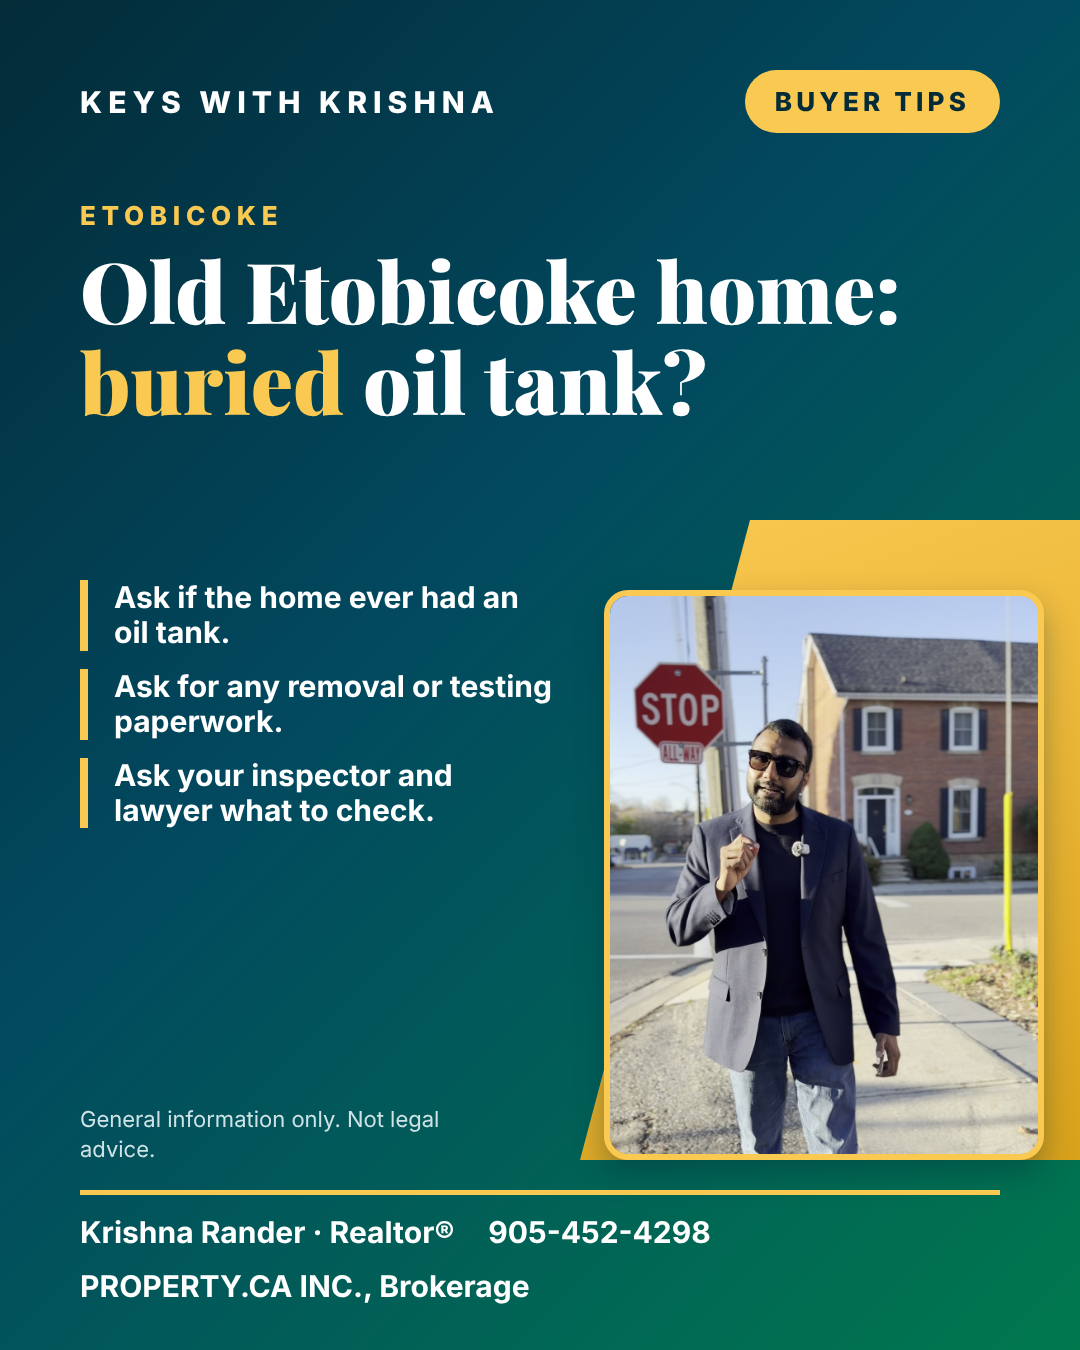 KEYS WITH KRISHNA
BUYER TIPS
ETOBICOKE
Old Etobicoke home:
buried oil tank?
Ask if the home ever had an
oil tank.
Ask for any removal or testing
paperwork.
Ask your inspector and
lawyer what to check.
STOP
ALL-WAY
General information only. Not legal
advice.
Krishna Rander · Realtor® 905-452-4298
PROPERTY.CA INC., Brokerage